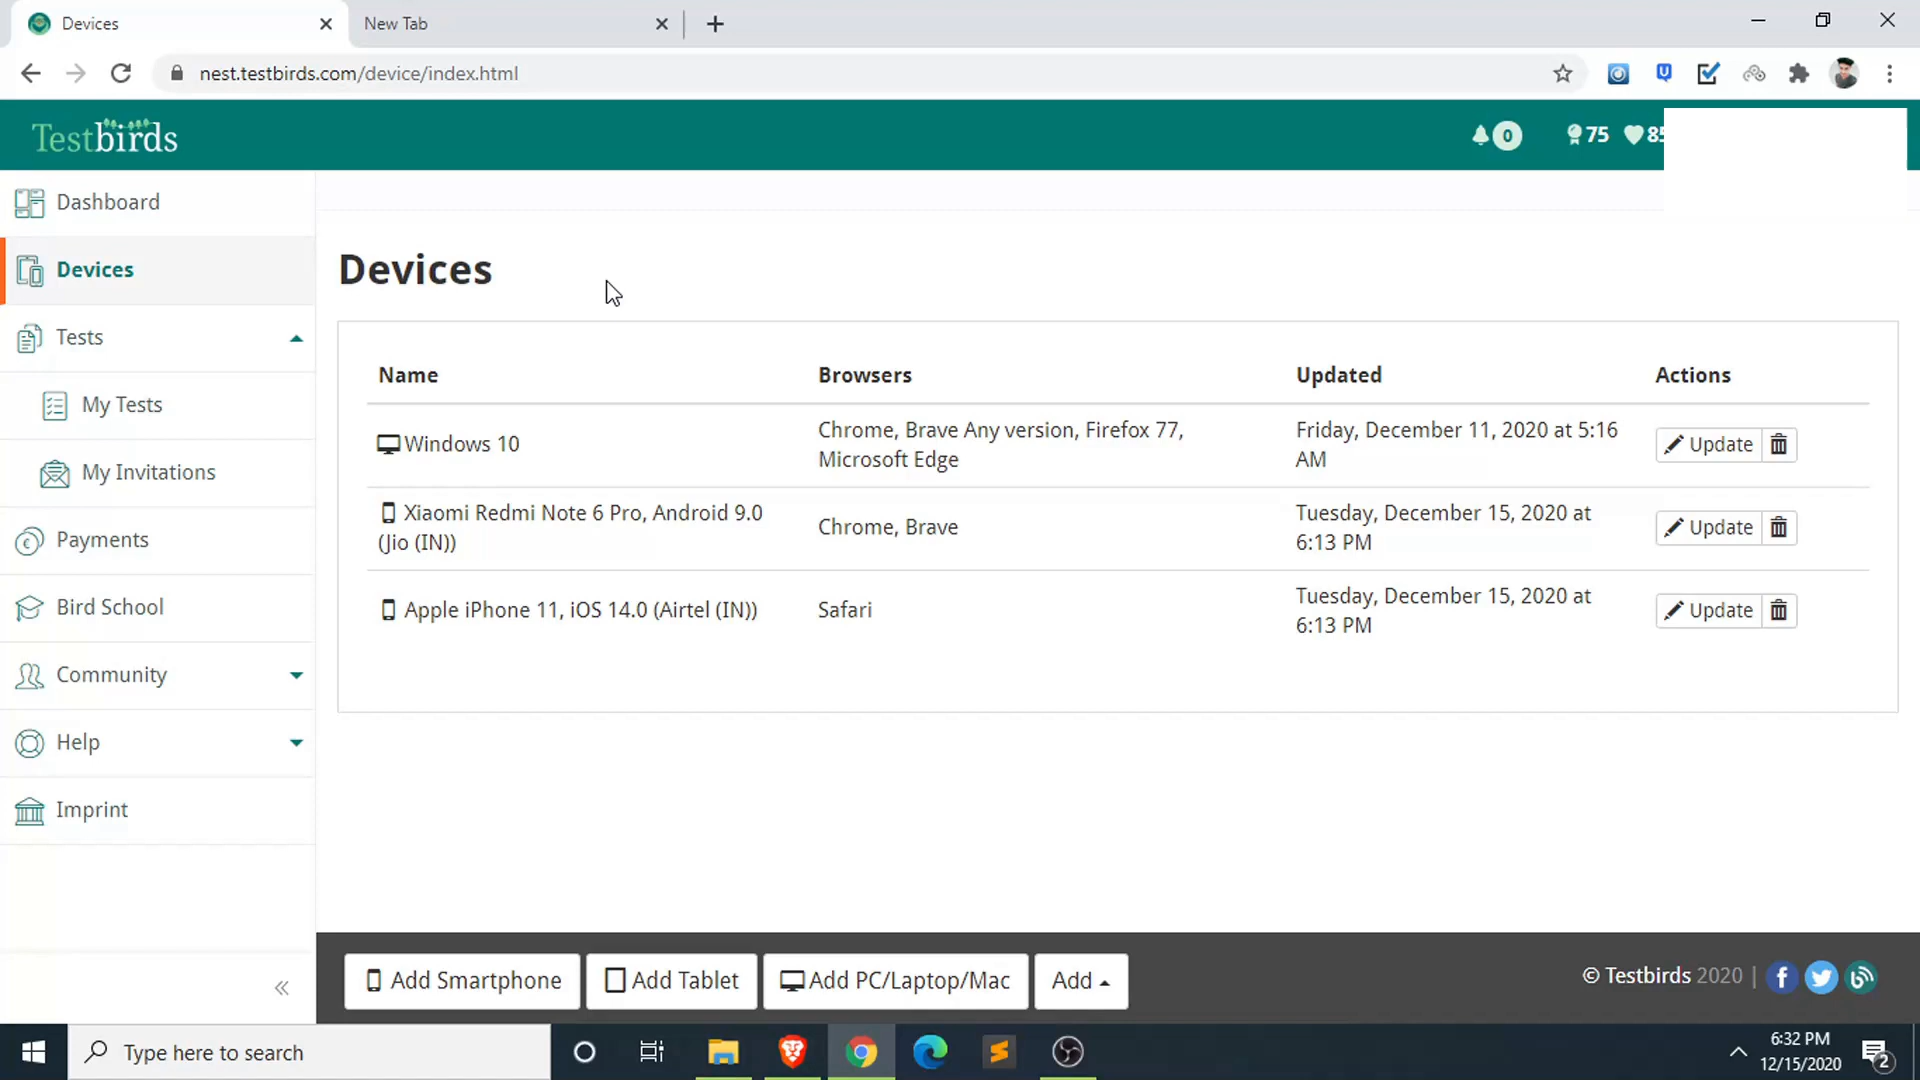 Devices
New Tab
nest.testbirds.com/device/index.html
Testbirds
0
75
85
Dashboard
Devices
Tests
My Tests
My Invitations
Payments
Bird School
Community
Help
Imprint
Devices
Name Browsers Updated Actions
Windows 10
Chrome, Brave Any version, Firefox 77,
Microsoft Edge
Friday, December 11, 2020 at 5:16
AM
Update
Xiaomi Redmi Note 6 Pro, Android 9.0
(Jio (IN))
Chrome, Brave
Tuesday, December 15, 2020 at
6:13 PM
Update
Apple iPhone 11, iOS 14.0 (Airtel (IN))
Safari
Tuesday, December 15, 2020 at
6:13 PM
Update
«
Add Smartphone
Add Tablet
Add PC/Laptop/Mac
Add
© Testbirds 2020 |
Type here to search
6:32 PM
12/15/2020
2